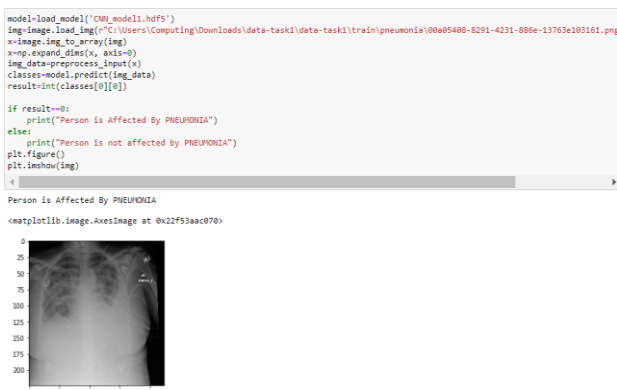 model=load_model('CNN_model1.hdf5')
img=image.load_img(r"C:\Users\Computing\Downloads\data-task1\data-task1\train\pneumonia\00a05408-8291-4231-886e-13763e103161.png
x=image.img_to_array(img)
x=np.expand_dims(x, axis=0)
img_data=preprocess_input(x)
classes=model.predict(img_data)
result=int(classes[0][0])
if result==0:
    print("Person is Affected By PNEUMONIA")
else:
    print("Person is not affected by PNEUMONIA")
plt.figure()
plt.imshow(img)
Person is Affected By PNEUMONIA
<matplotlib.image.AxesImage at 0x22f53aac070>
0
25
50
75
100
125
150
175
200